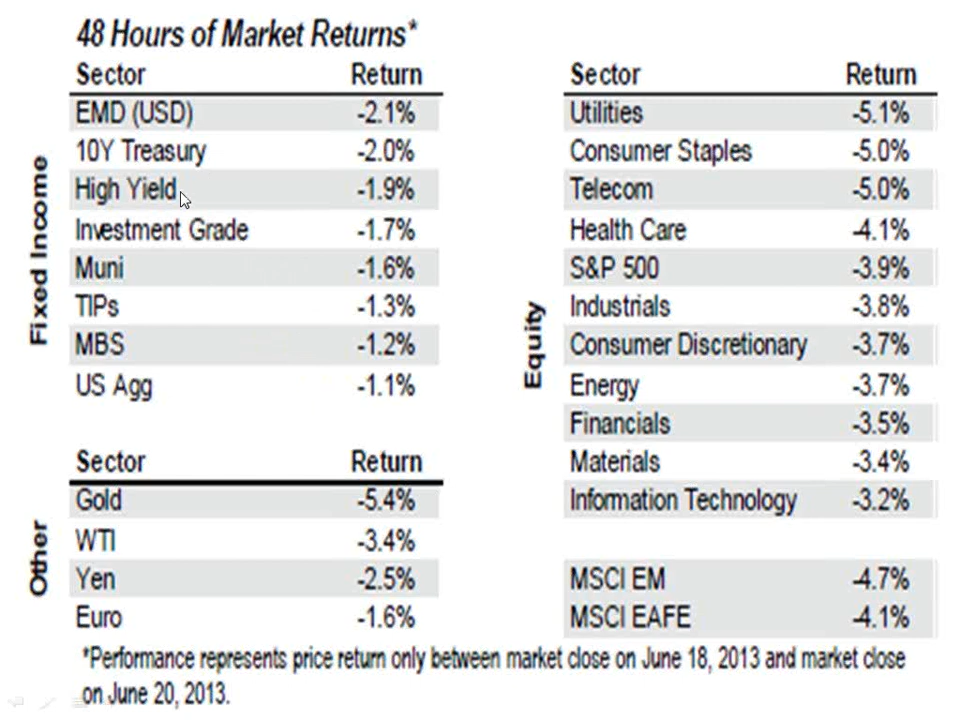 48 Hours of Market Returns*
Fixed Income
Sector Return
EMD (USD) -2.1%
10Y Treasury -2.0%
High Yield -1.9%
Investment Grade -1.7%
Muni -1.6%
TIPs -1.3%
MBS -1.2%
US Agg -1.1%
Other
Sector Return
Gold -5.4%
WTI -3.4%
Yen -2.5%
Euro -1.6%
Equity
Sector Return
Utilities -5.1%
Consumer Staples -5.0%
Telecom -5.0%
Health Care -4.1%
S&P 500 -3.9%
Industrials -3.8%
Consumer Discretionary -3.7%
Energy -3.7%
Financials -3.5%
Materials -3.4%
Information Technology -3.2%
MSCI EM -4.7%
MSCI EAFE -4.1%
*Performance represents price return only between market close on June 18, 2013 and market close
on June 20, 2013.